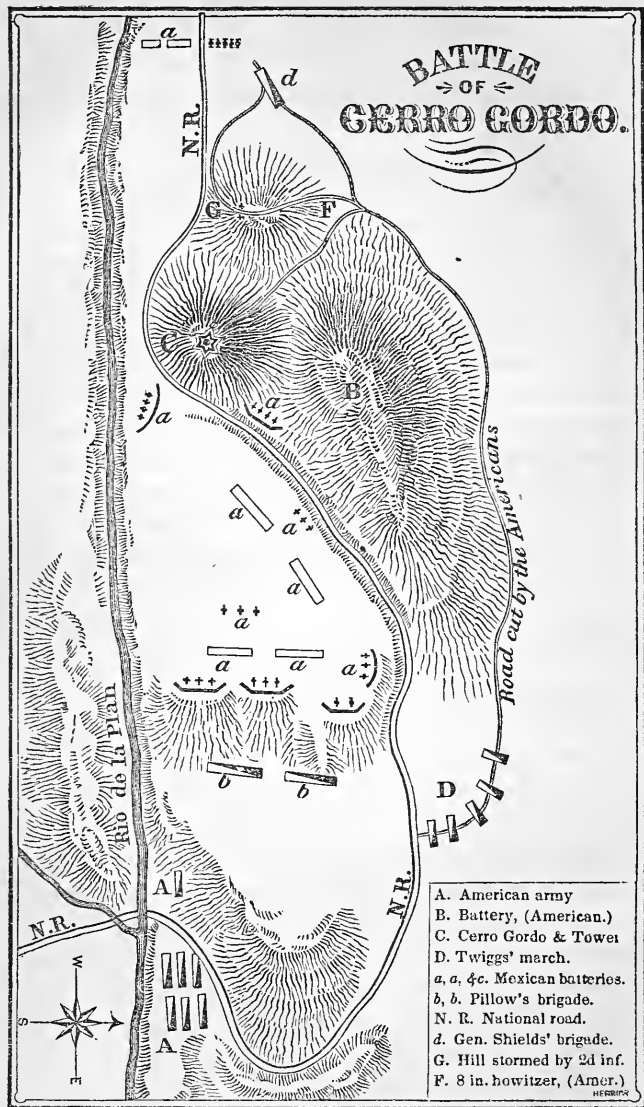 BATTLE
OF
CERRO GORDO.
a
d
N.R.
G
F
C
B
a
a
a
a
a
a
a
a
a
b
b
Road cut by the Americans
Rio de la Plan
D
A
N.R.
N.R.
A
W
S
E
A. American army
B. Battery, (American.)
C. Cerro Gordo & Tower
D. Twiggs' march.
a, a, &c. Mexican batteries.
b, b. Pillow's brigade.
N. R. National road.
d. Gen. Shields' brigade.
G. Hill stormed by 2d inf.
F. 8 in. howitzer, (Amer.)